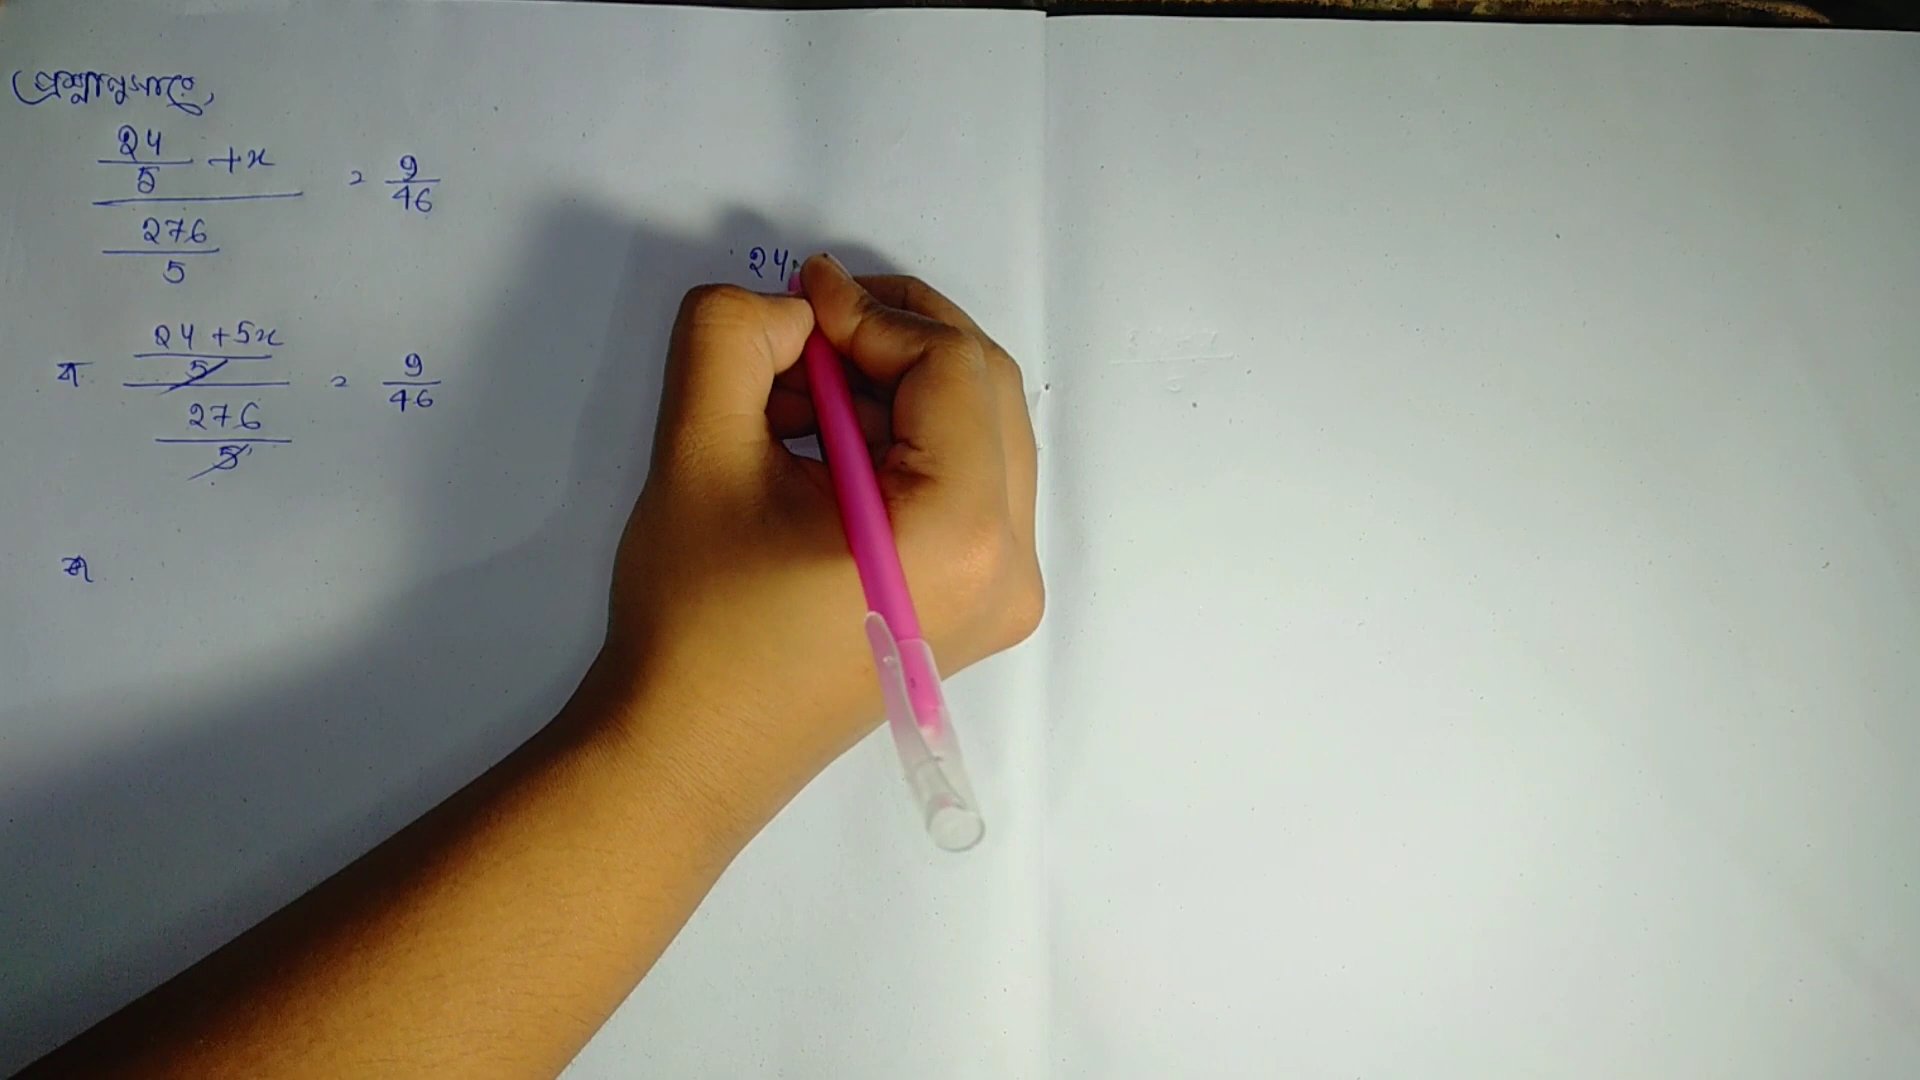 প্রশ্নানুসারে,
24/5 + x
276/5
= 9/46
বা 24 + 5x / 5
276/5
= 9/46
বা
24